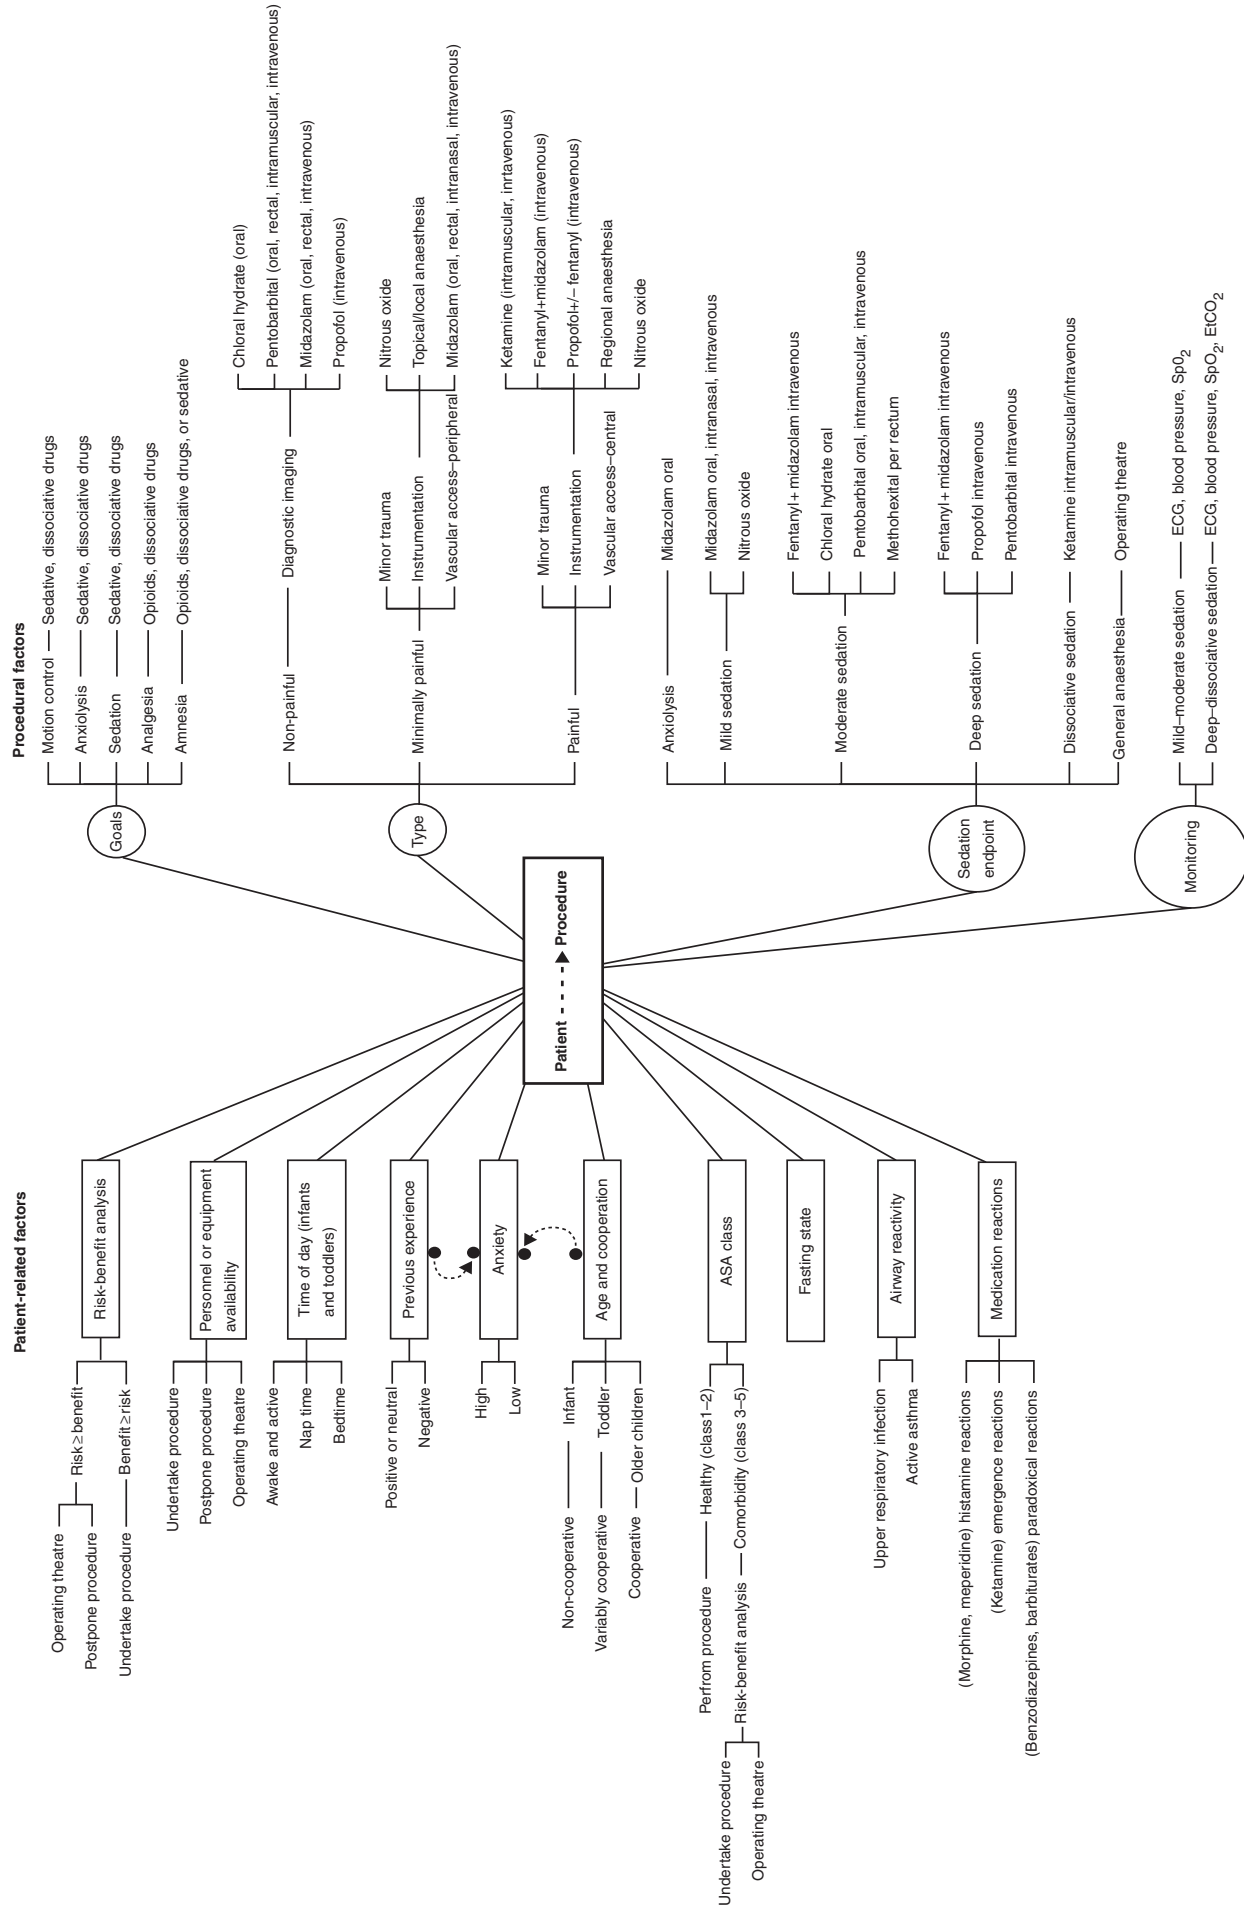 Patient-related factors
Operating theatre
Postpone procedure
Risk ≥ benefit
Undertake procedure
Benefit ≥ risk
Risk-benefit analysis
Undertake procedure
Postpone procedure
Operating theatre
Personnel or equipment
availability
Awake and active
Nap time
Bedtime
Time of day (infants
and toddlers)
Positive or neutral
Negative
Previous experience
High
Low
Anxiety
Non-cooperative
Infant
Variably cooperative
Toddler
Cooperative
Older children
Age and cooperation
Perfrom procedure
Healthy (class1–2)
Undertake procedure
Operating theatre
Risk-benefit analysis
Comorbidity (class 3–5)
ASA class
Fasting state
Upper respiratory infection
Active asthma
Airway reactivity
(Morphine, meperidine) histamine reactions
(Ketamine) emergence reactions
(Benzodiazepines, barbiturates) paradoxical reactions
Medication reactions
Patient
Procedure
Procedural factors
Goals
Motion control
Sedative, dissociative drugs
Anxiolysis
Sedative, dissociative drugs
Sedation
Sedative, dissociative drugs
Analgesia
Opioids, dissociative drugs
Amnesia
Opioids, dissociative drugs, or sedative
Type
Non-painful
Diagnostic imaging
Chloral hydrate (oral)
Pentobarbital (oral, rectal, intramuscular, intravenous)
Midazolam (oral, rectal, intravenous)
Propofol (intravenous)
Minimally painful
Minor trauma
Instrumentation
Vascular access–peripheral
Nitrous oxide
Topical/local anaesthesia
Midazolam (oral, rectal, intranasal, intravenous)
Painful
Minor trauma
Instrumentation
Vascular access–central
Ketamine (intramuscular, inrtavenous)
Fentanyl+midazolam (intravenous)
Propofol+/− fentanyl (intravenous)
Regional anaesthesia
Nitrous oxide
Sedation
endpoint
Anxiolysis
Midazolam oral
Mild sedation
Midazolam oral, intranasal, intravenous
Nitrous oxide
Moderate sedation
Fentanyl + midazolam intravenous
Chloral hydrate oral
Pentobarbital oral, intramuscular, intravenous
Methohexital per rectum
Deep sedation
Fentanyl + midazolam intravenous
Propofol intravenous
Pentobarbital intravenous
Dissociative sedation
Ketamine intramuscular/intravenous
General anaesthesia
Operating theatre
Monitoring
Mild–moderate sedation
ECG, blood pressure, Sp0₂
Deep–dissociative sedation
ECG, blood pressure, SpO₂, EtCO₂